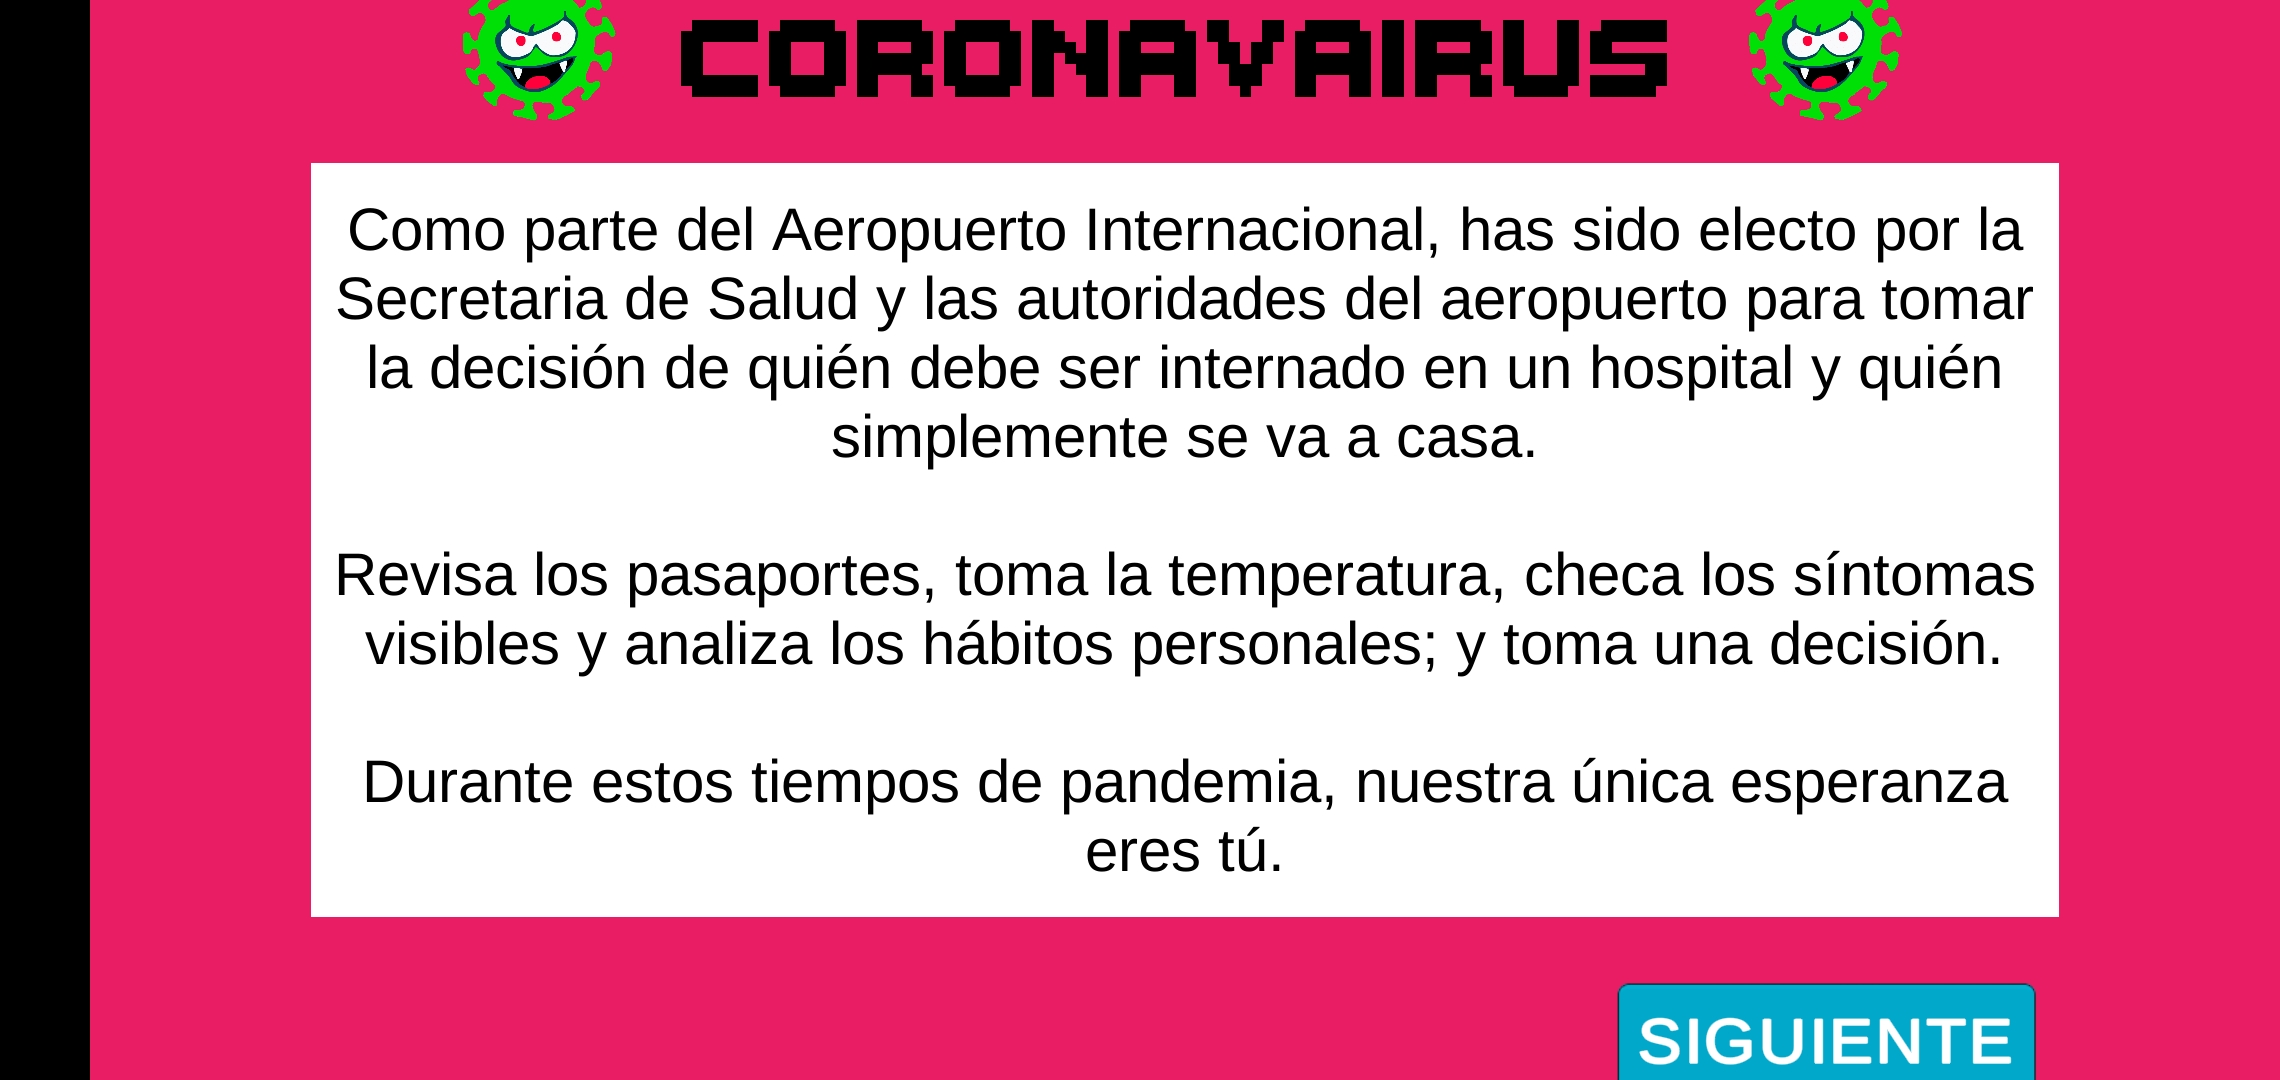 CORONAVAIRUS
Como parte del Aeropuerto Internacional, has sido electo por la
Secretaria de Salud y las autoridades del aeropuerto para tomar
la decisión de quién debe ser internado en un hospital y quién
simplemente se va a casa.
Revisa los pasaportes, toma la temperatura, checa los síntomas
visibles y analiza los hábitos personales; y toma una decisión.
Durante estos tiempos de pandemia, nuestra única esperanza
eres tú.
SIGUIENTE